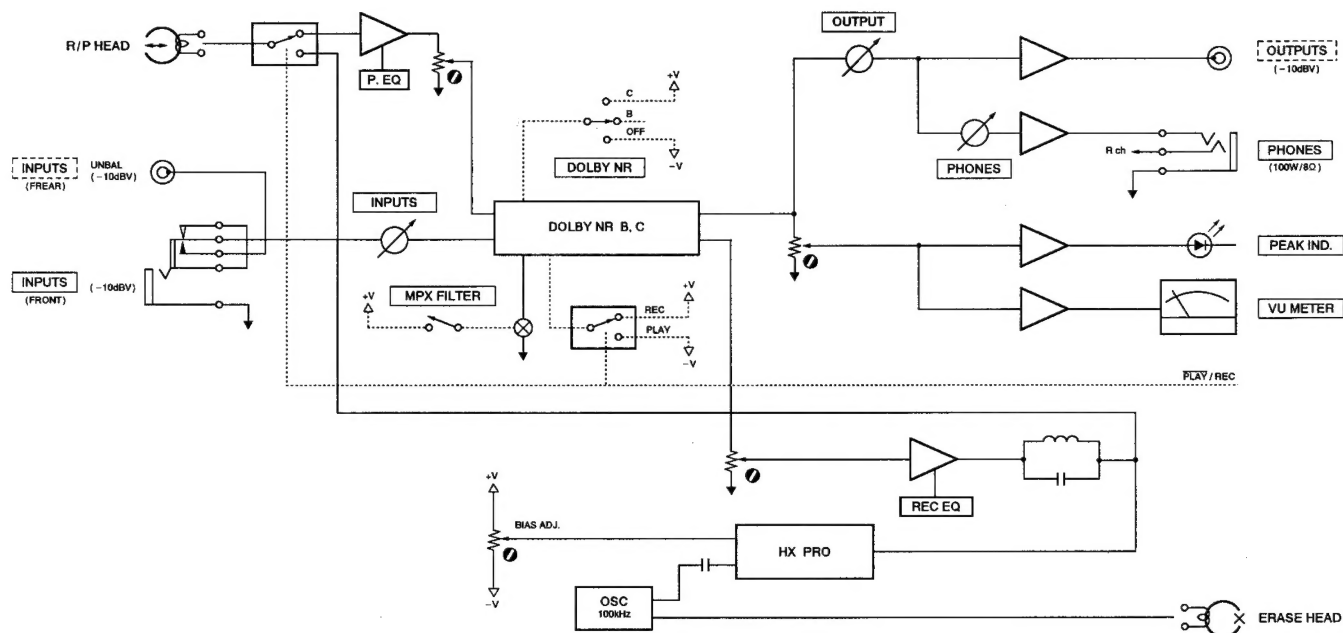 R/P HEAD
P. EQ
OUTPUT
OUTPUTS
(−10dBV)
+V
C
B
OFF
−V
DOLBY NR
PHONES
R ch
PHONES
(100W/8Ω)
INPUTS
(FREAR)
UNBAL
(−10dBV)
INPUTS
DOLBY NR B, C
PEAK IND.
INPUTS
(FRONT)
(−10dBV)
+V
MPX FILTER
+V
REC
PLAY
−V
VU METER
PLAY / REC
REC EQ
+V
BIAS ADJ.
−V
HX PRO
OSC
100kHz
ERASE HEAD